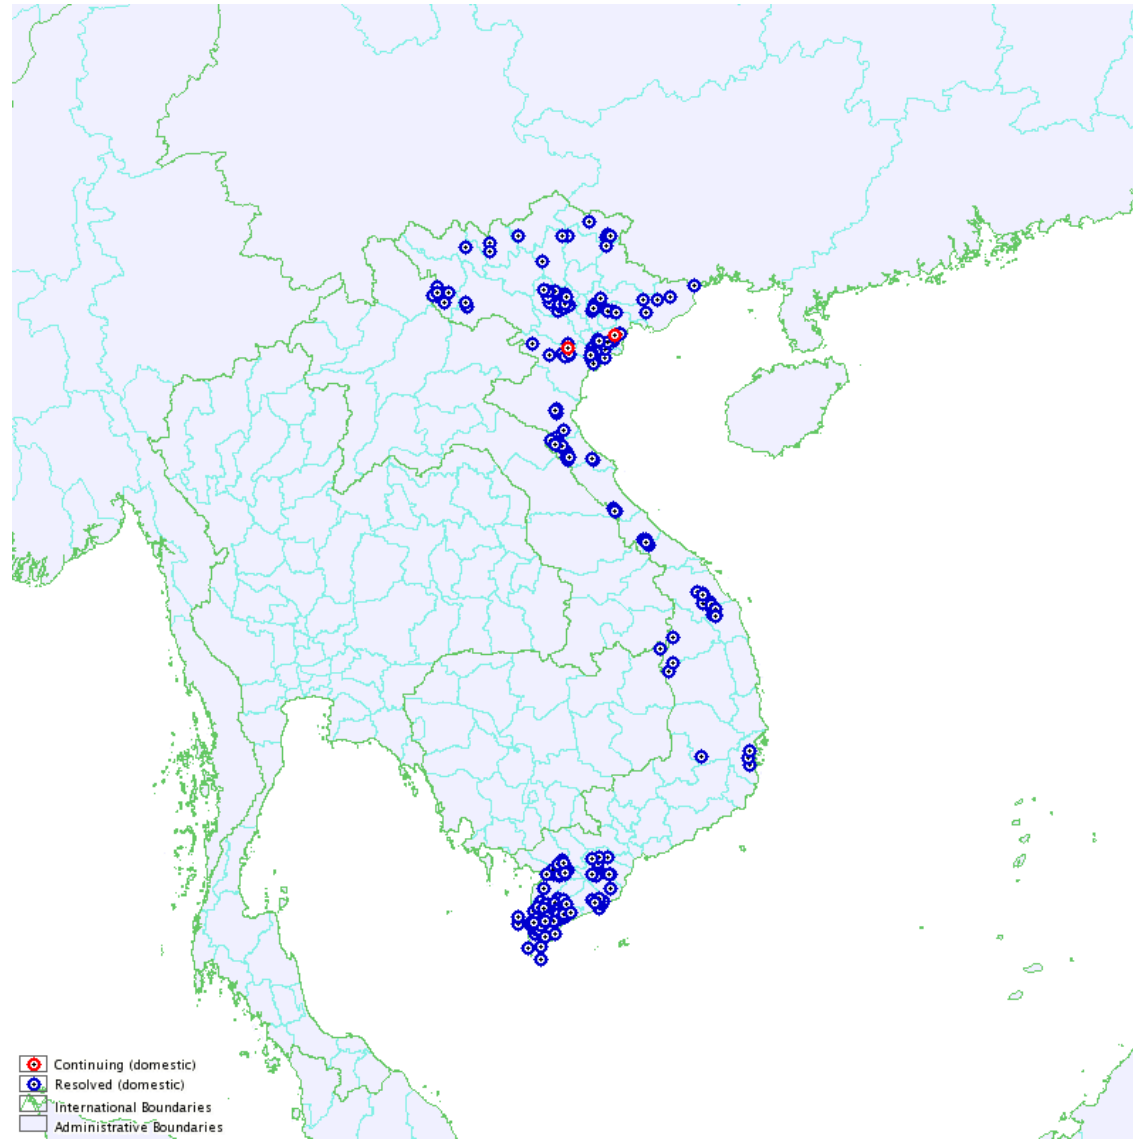 Continuing (domestic)
Resolved (domestic)
International Boundaries
Administrative Boundaries